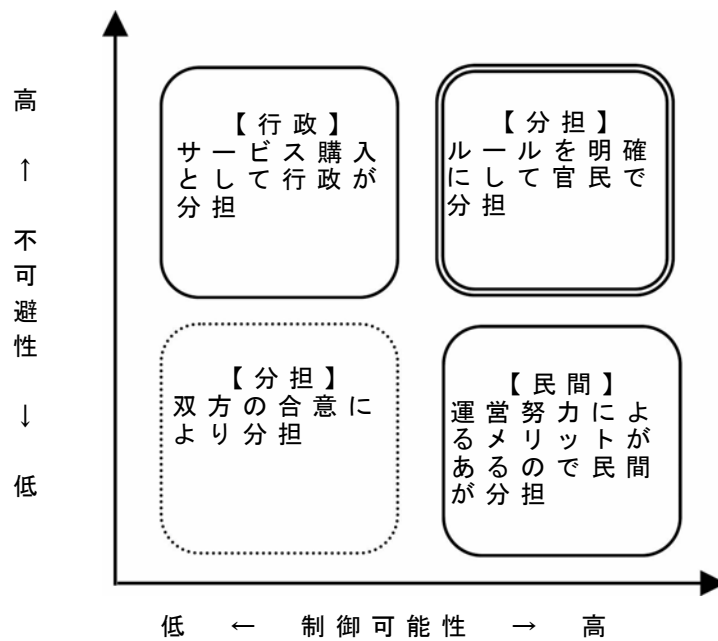 高 ↑ 不可避性 ↓ 低
【行政】
サービス購入
として行政が
分担
【分担】
ルールを明確
にして官民で
分担
【分担】
双方の合意に
より分担
【民間】
運営努力によ
るメリットが
あるので民間
が分担
低 ← 制御可能性 → 高